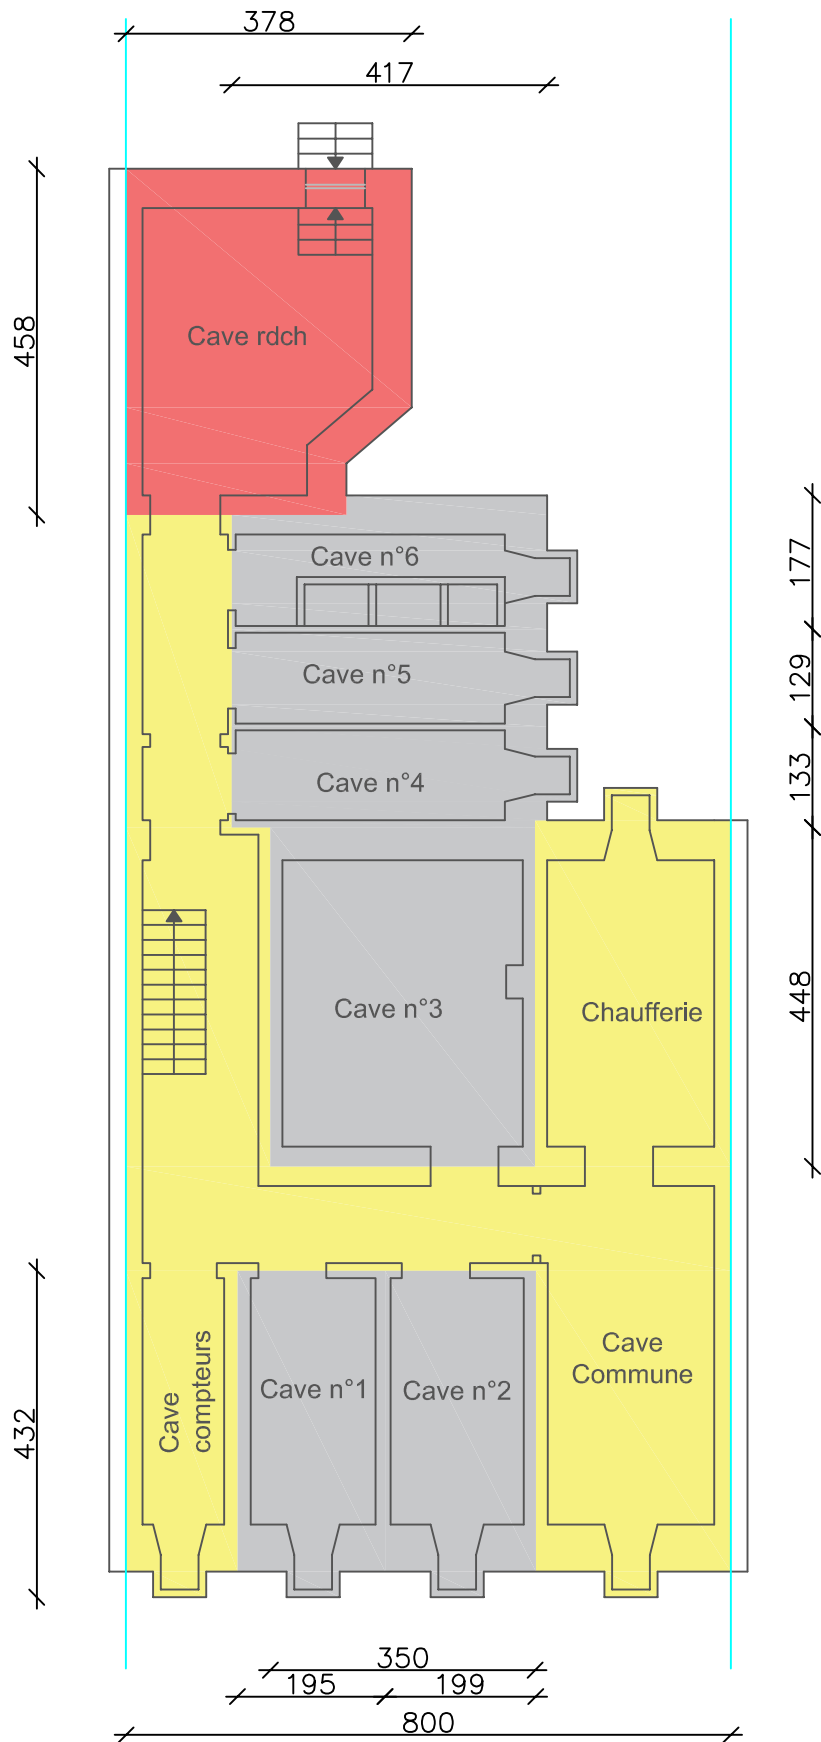 378
417
458
Cave rdch
177
Cave n°6
129
Cave n°5
133
Cave n°4
448
Cave n°3
Chaufferie
432
Cave
compteurs
Cave n°1
Cave n°2
Cave
Commune
350
195
199
800